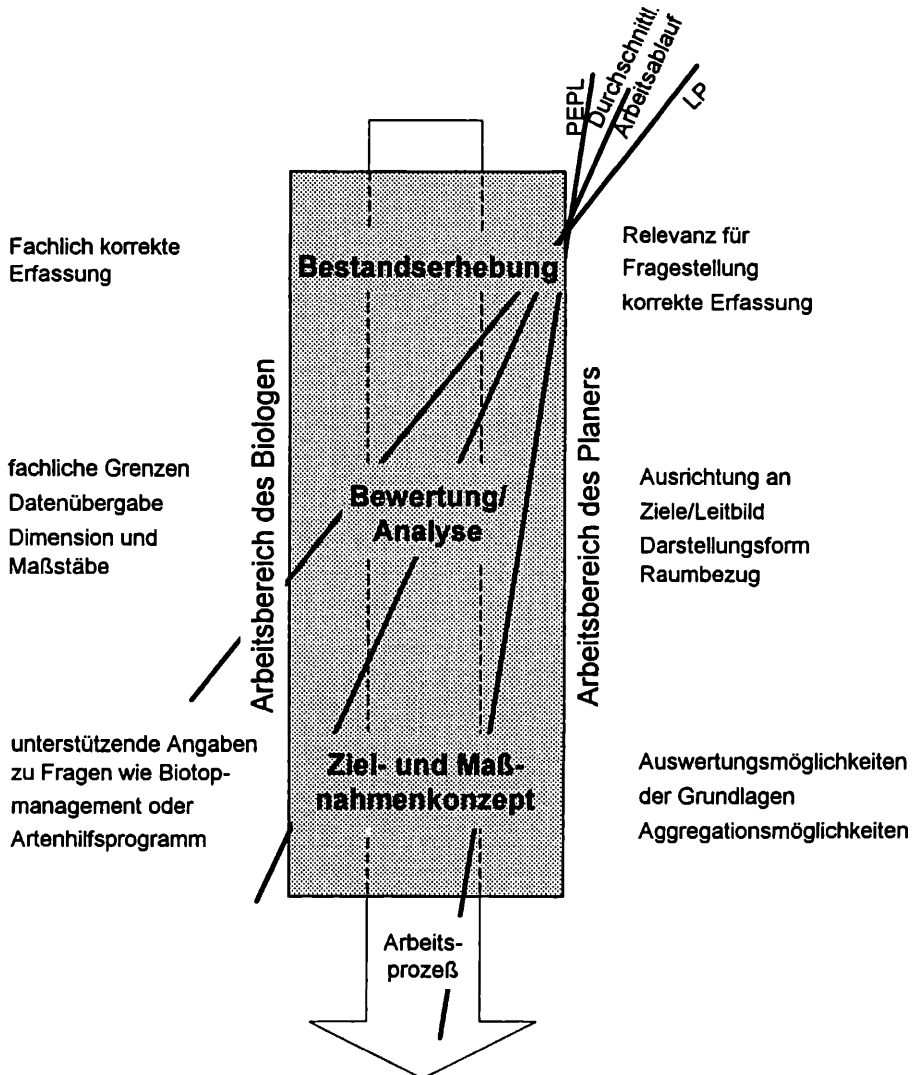 PEPL
Durchschnittl.
Arbeitsablauf
LP
Fachlich korrekte
Erfassung
Bestandserhebung
Relevanz für
Fragestellung
korrekte Erfassung
Arbeitsbereich des Biologen
Arbeitsbereich des Planers
fachliche Grenzen
Datenübergabe
Dimension und
Maßstäbe
Bewertung/
Analyse
Ausrichtung an
Ziele/Leitbild
Darstellungsform
Raumbezug
unterstützende Angaben
zu Fragen wie Biotop-
management oder
Artenhilfsprogramm
Ziel- und Maß-
nahmenkonzept
Auswertungsmöglichkeiten
der Grundlagen
Aggregationsmöglichkeiten
Arbeits-
prozeß